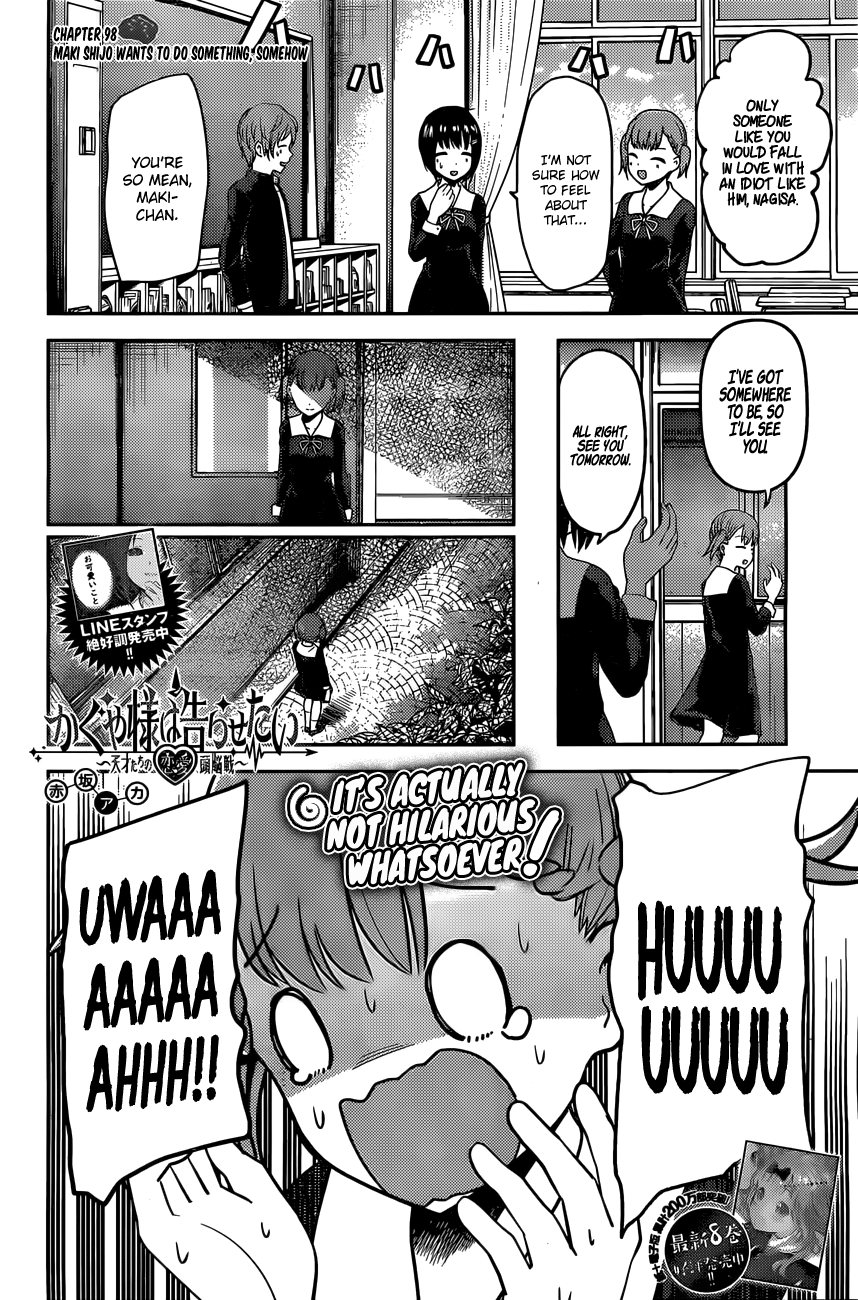 CHAPTER 98
MAKI SHIJO WANTS TO DO SOMETHING, SOMEHOW
ONLY
SOMEONE
LIKE YOU
WOULD FALL
IN LOVE WITH
AN IDIOT LIKE
HIM, NAGISA.
I'M NOT
SURE HOW
TO FEEL
ABOUT
THAT...
YOU'RE
SO MEAN,
MAKI-
CHAN.
I'VE GOT
SOMEWHERE
TO BE, SO
I'LL SEE
YOU.
ALL RIGHT,
SEE YOU
TOMORROW.
お可愛いこと
LINEスタンプ
絶好調発売中
!!
かぐや様は告らせたい
～天才たちの恋愛頭脳戦～
赤坂アカ
IT'S ACTUALLY
NOT HILARIOUS
WHATSOEVER!
HUUUU
UUUUU
UWAAA
AAAAA
AHHH!!
最新8巻
好評発売中
!!